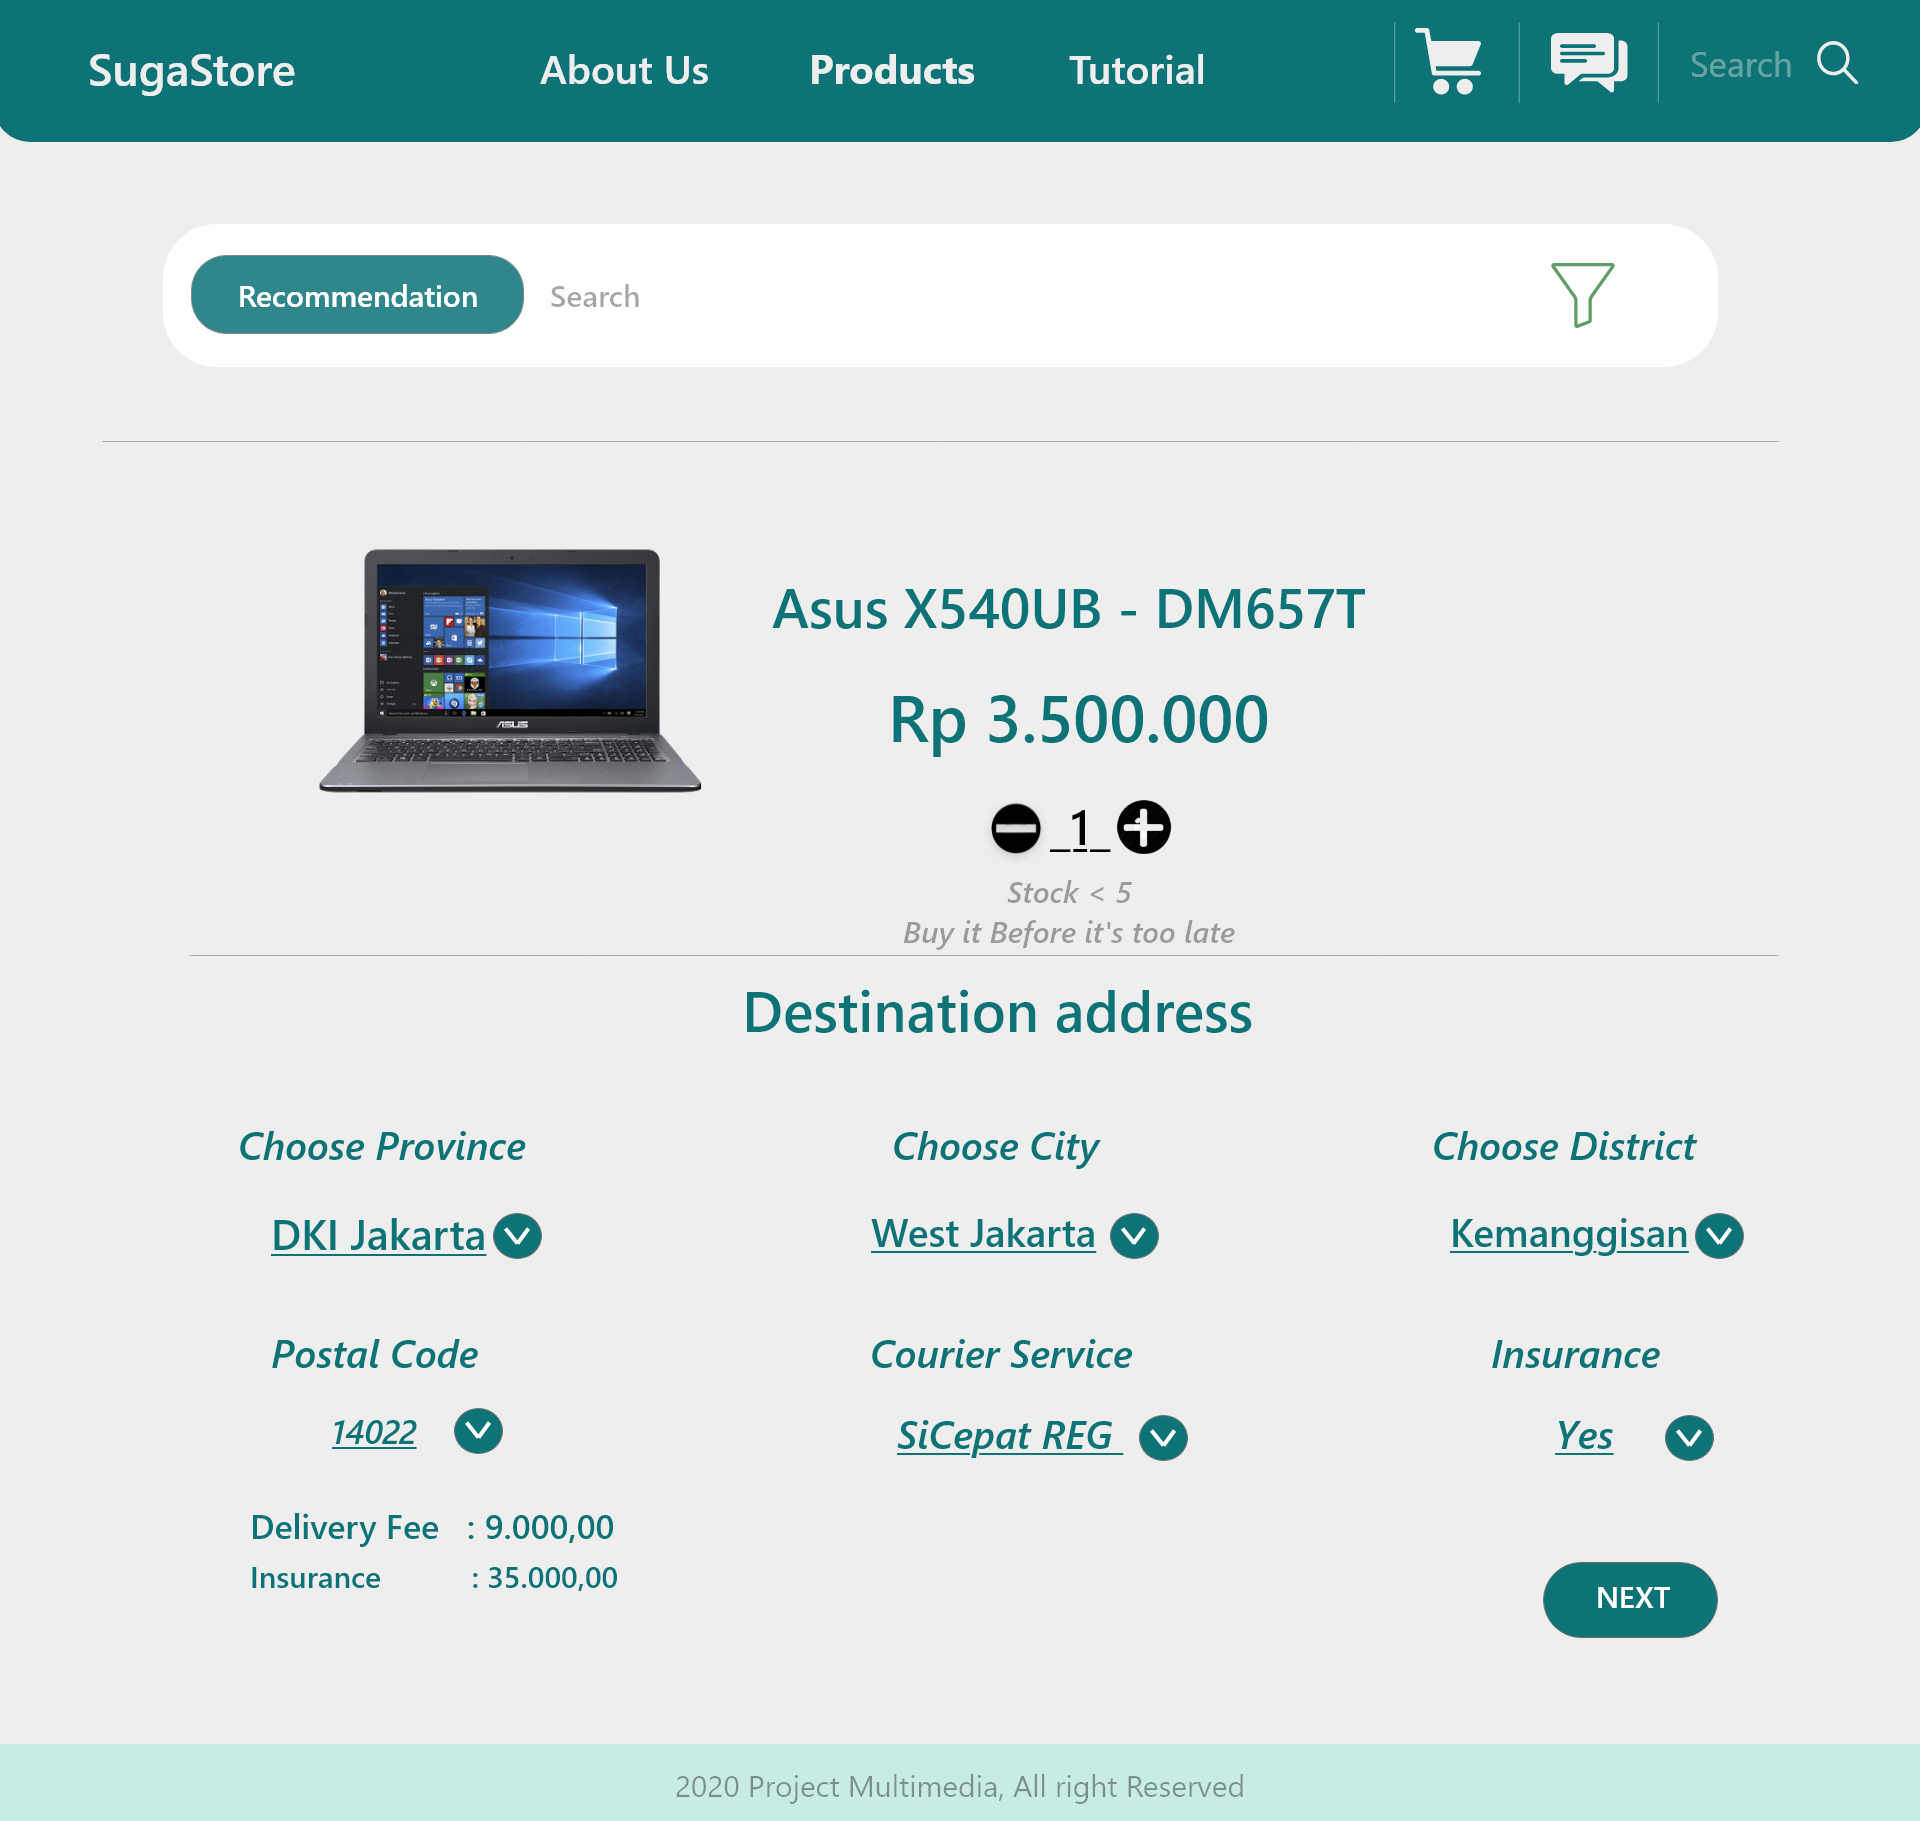 SugaStore
About Us
Products
Tutorial
Search
Recommendation
Search
ASUS
Asus X540UB - DM657T
Rp 3.500.000
_1_
Stock < 5
Buy it Before it's too late
Destination address
Choose Province
Choose City
Choose District
DKI Jakarta
West Jakarta
Kemanggisan
Postal Code
Courier Service
Insurance
14022
SiCepat REG
Yes
Delivery Fee : 9.000,00
Insurance : 35.000,00
NEXT
2020 Project Multimedia, All right Reserved